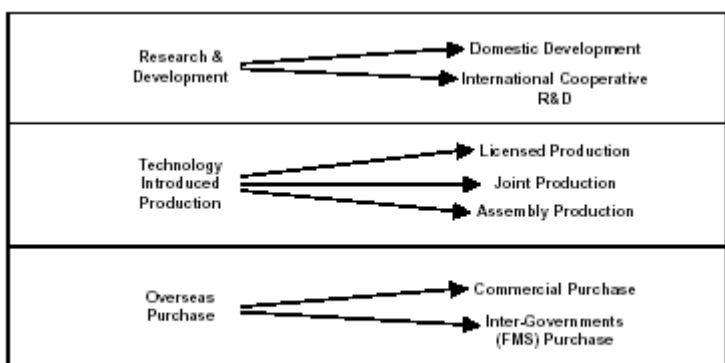 Research &
Development
Domestic Development
International Cooperative
R&D
Technology
Introduced
Production
Licensed Production
Joint Production
Assembly Production
Overseas
Purchase
Commercial Purchase
Inter-Governments
(FMS) Purchase